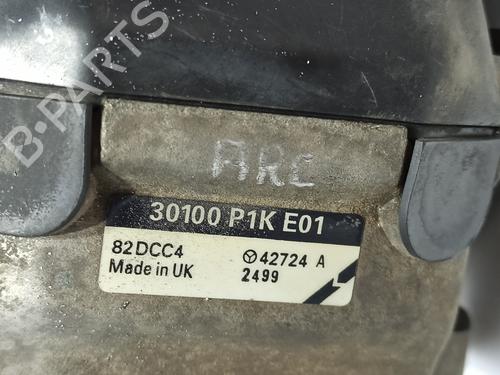 B-PARTS
ARC
30100 P1K E01
82DCC4 42724 A
Made in UK 2499